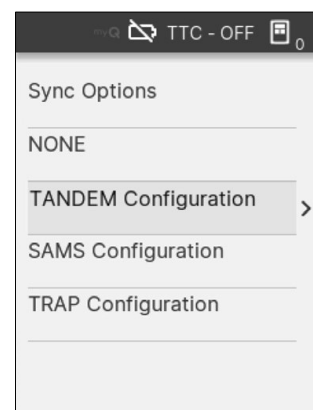 TTC - OFF 0
Sync Options
NONE
TANDEM Configuration
SAMS Configuration
TRAP Configuration